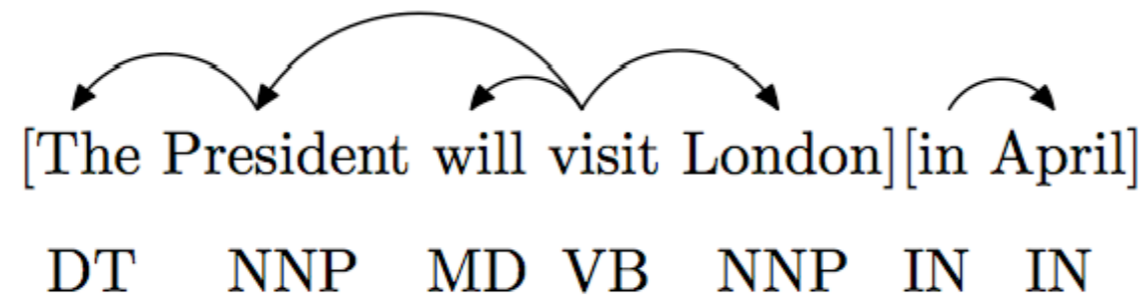 [The President will visit London][in April]
DT NNP MD VB NNP IN IN